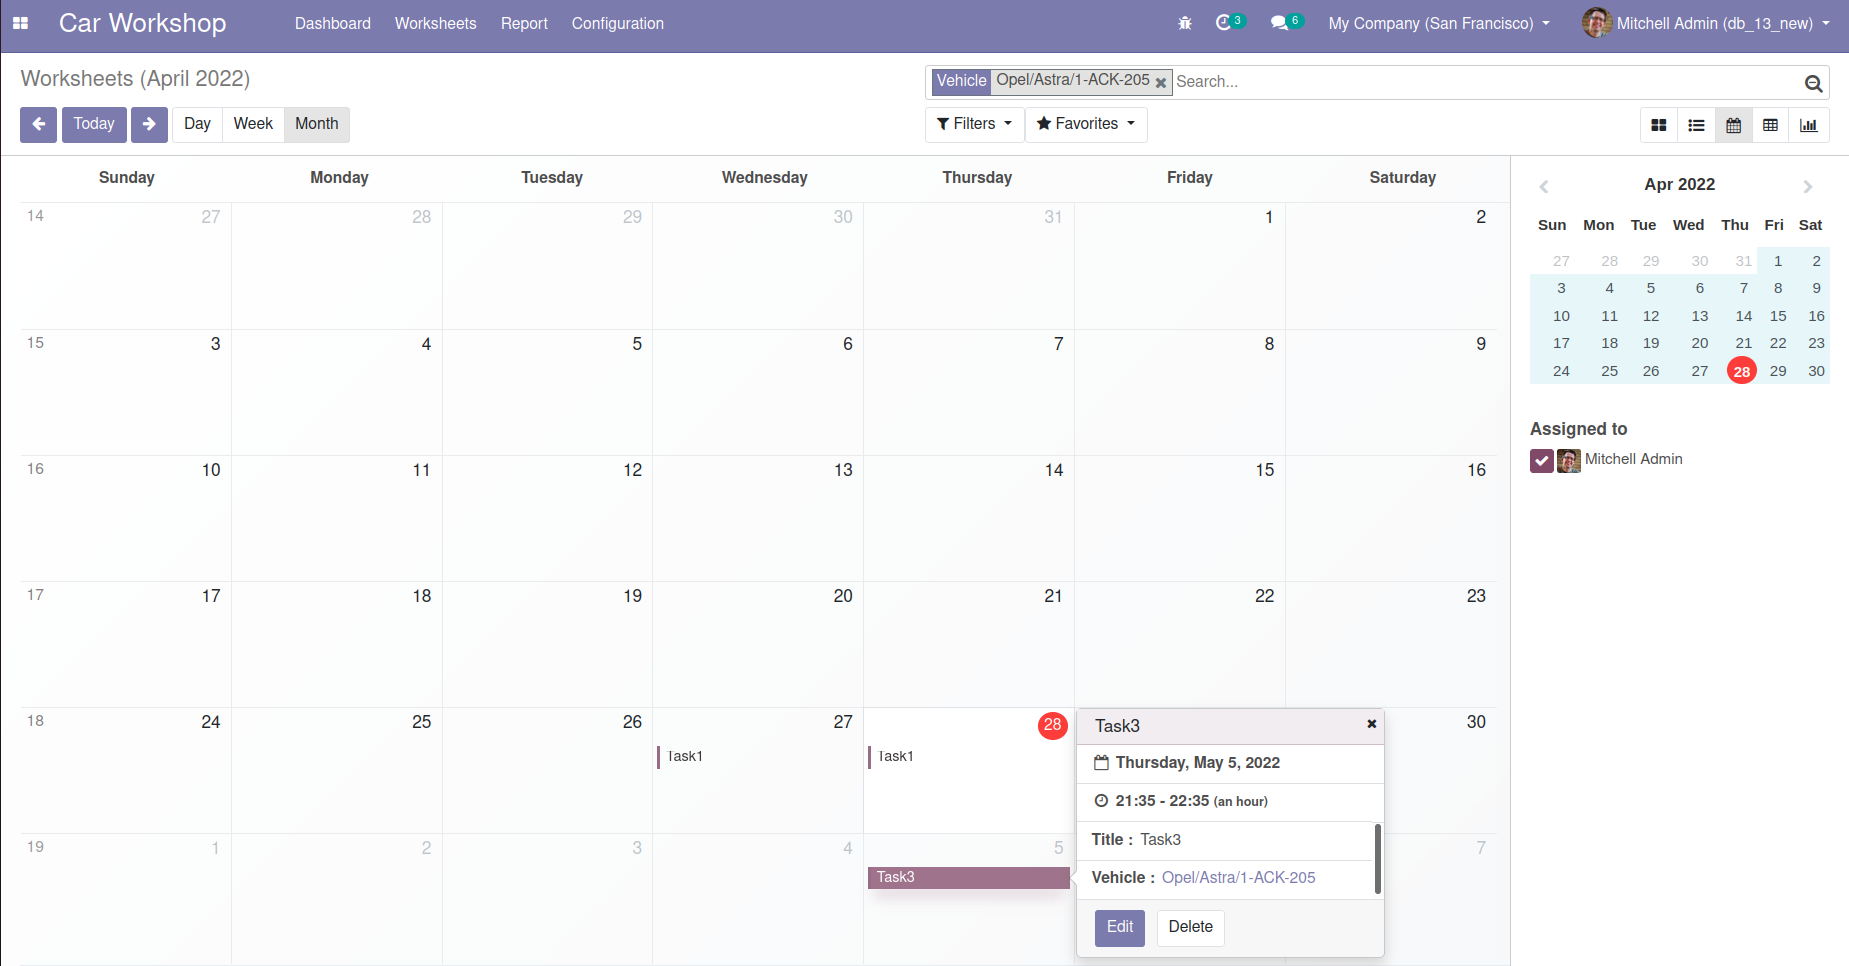 Car Workshop Dashboard Worksheets Report Configuration 3 6 My Company (San Francisco) Mitchell Admin (db_13_new)
Worksheets (April 2022)
Vehicle Opel/Astra/1-ACK-205 Search...
Today Day Week Month
Filters Favorites
Sunday Monday Tuesday Wednesday Thursday Friday Saturday
14 27 28 29 30 31 1 2
15 3 4 5 6 7 8 9
16 10 11 12 13 14 15 16
17 17 18 19 20 21 22 23
18 24 25 26 27 28 30
Task1 Task1
19 1 2 3 4 5 7
Task3
Task3
Thursday, May 5, 2022
21:35 - 22:35 (an hour)
Title : Task3
Vehicle : Opel/Astra/1-ACK-205
Edit Delete
Apr 2022
Sun Mon Tue Wed Thu Fri Sat
27 28 29 30 31 1 2
3 4 5 6 7 8 9
10 11 12 13 14 15 16
17 18 19 20 21 22 23
24 25 26 27 28 29 30
Assigned to
Mitchell Admin